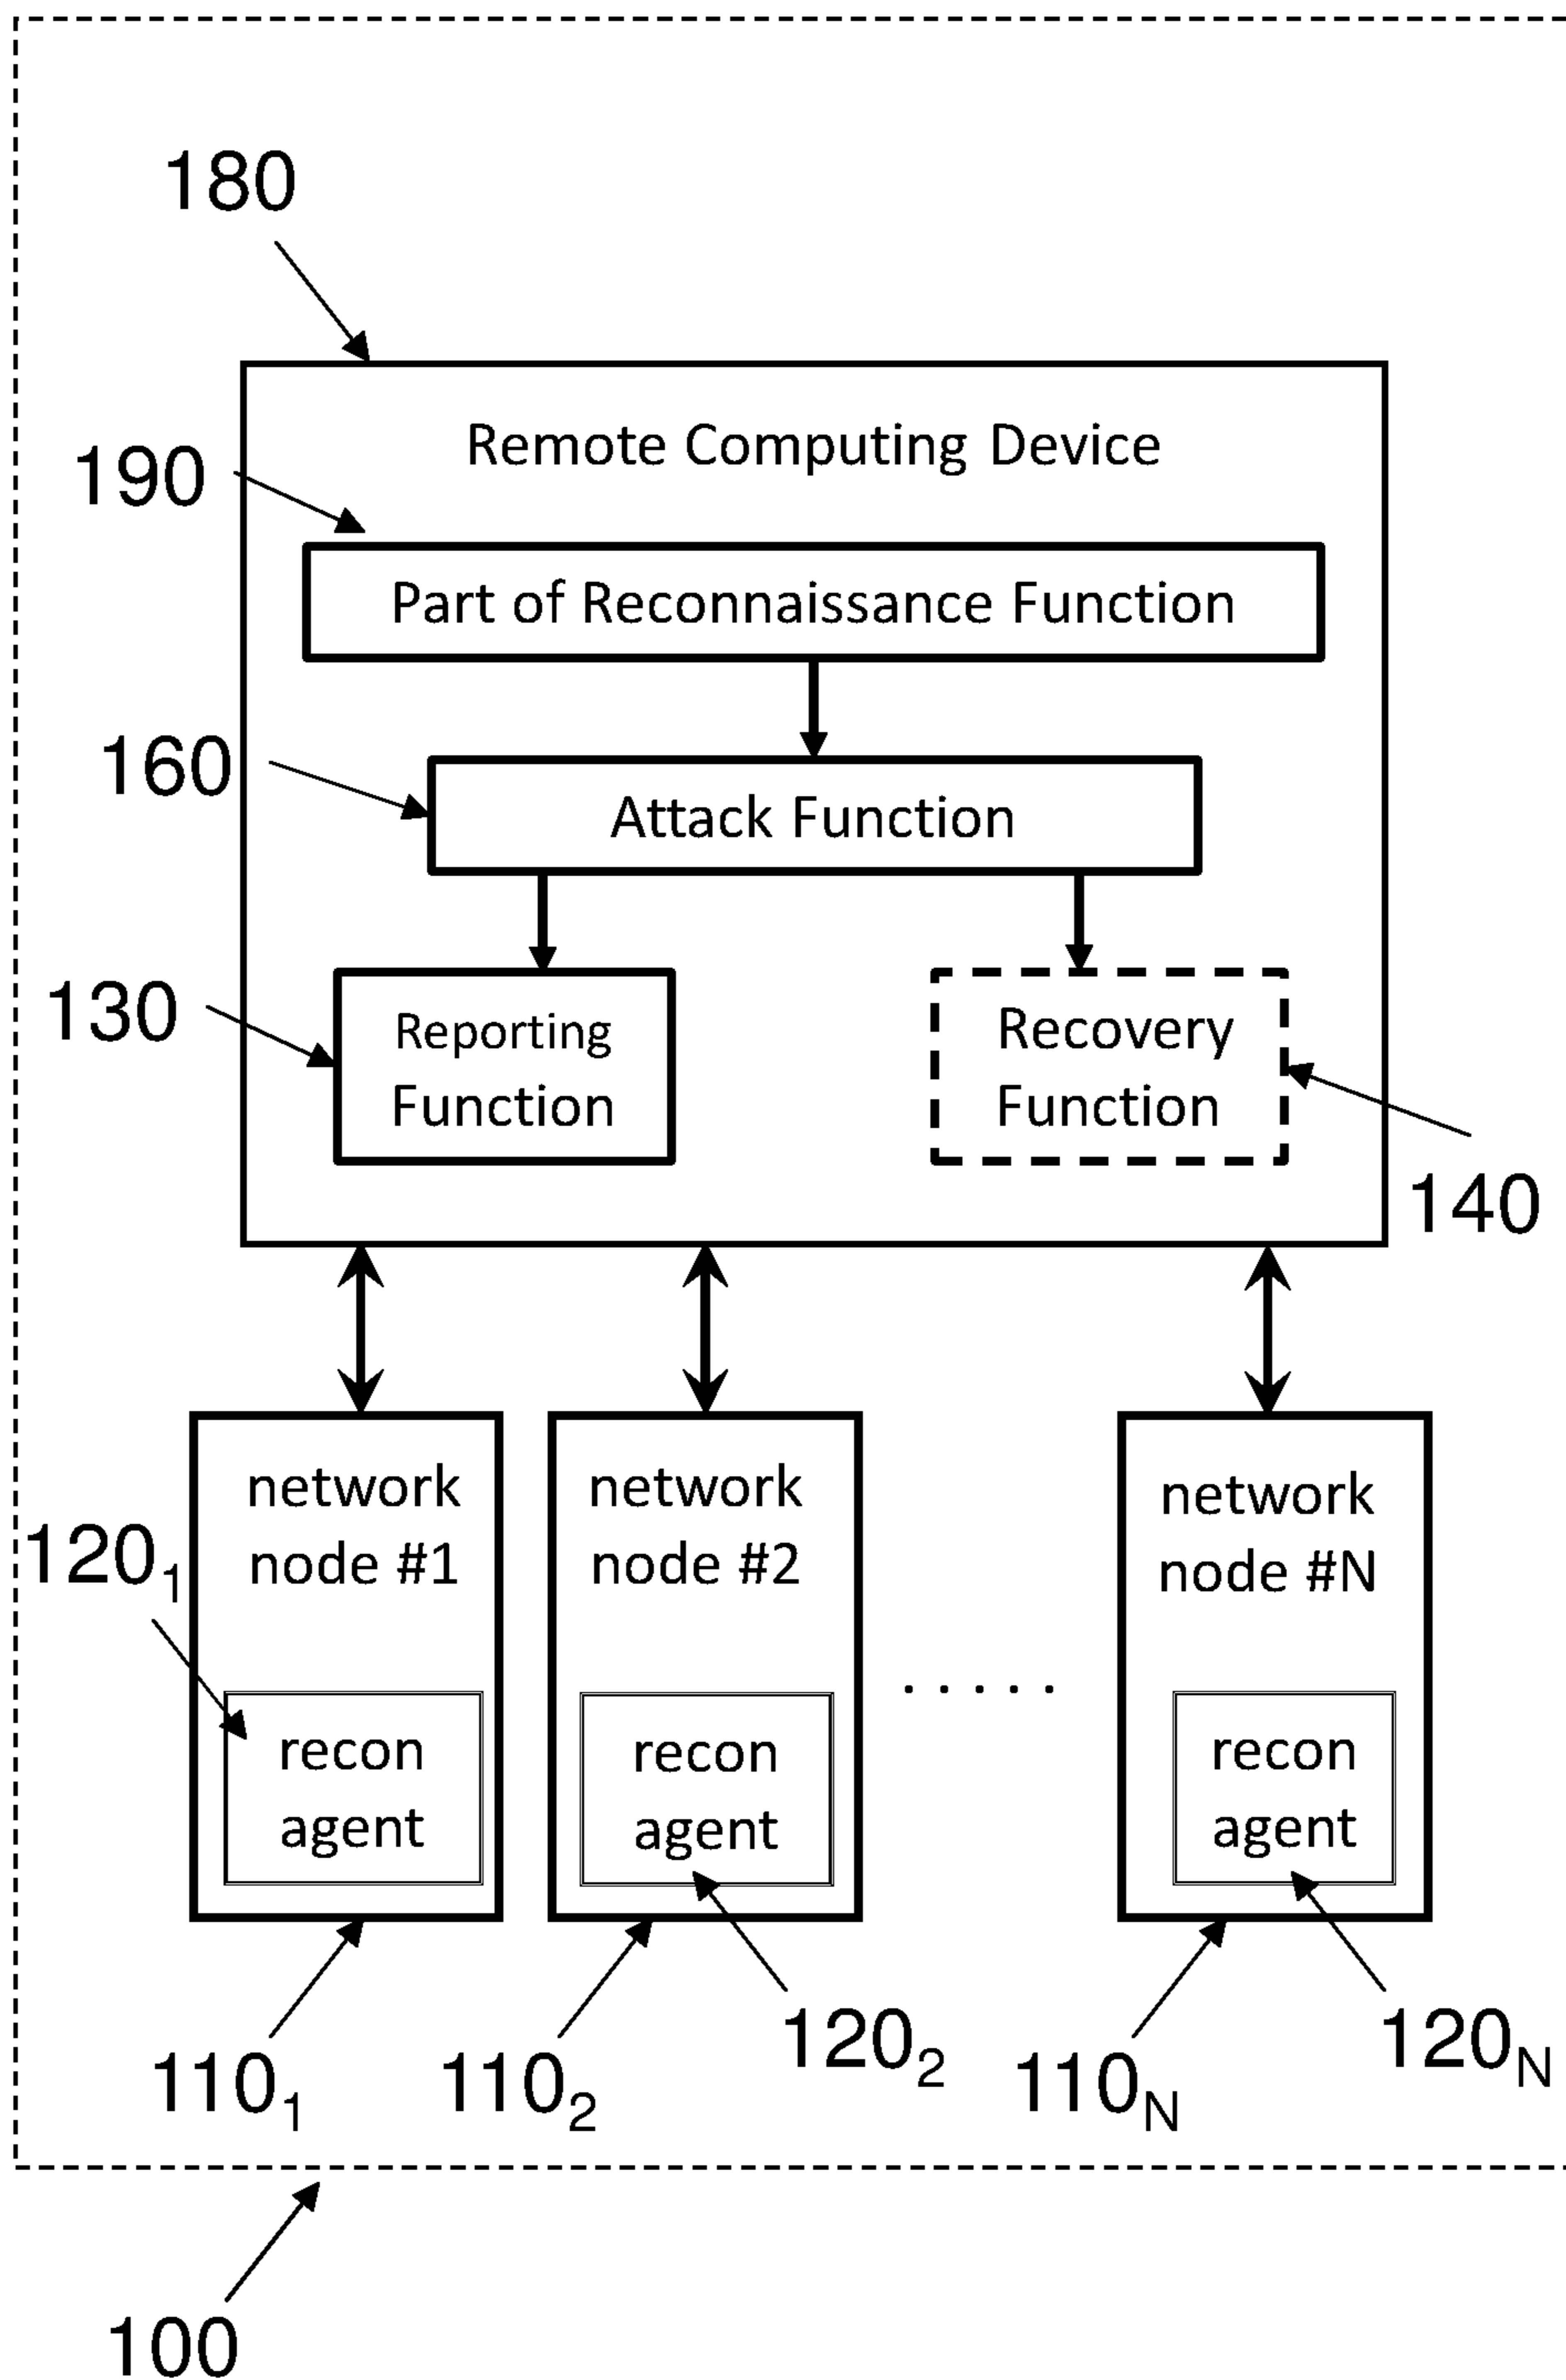 180
Remote Computing Device
190
Part of Reconnaissance Function
160
Attack Function
130
Reporting
Function
Recovery
Function
140
network
node #1
network
node #2
network
node #N
120₁
. . . . .
recon
agent
recon
agent
recon
agent
110₁
110₂
120₂
110N
120N
100